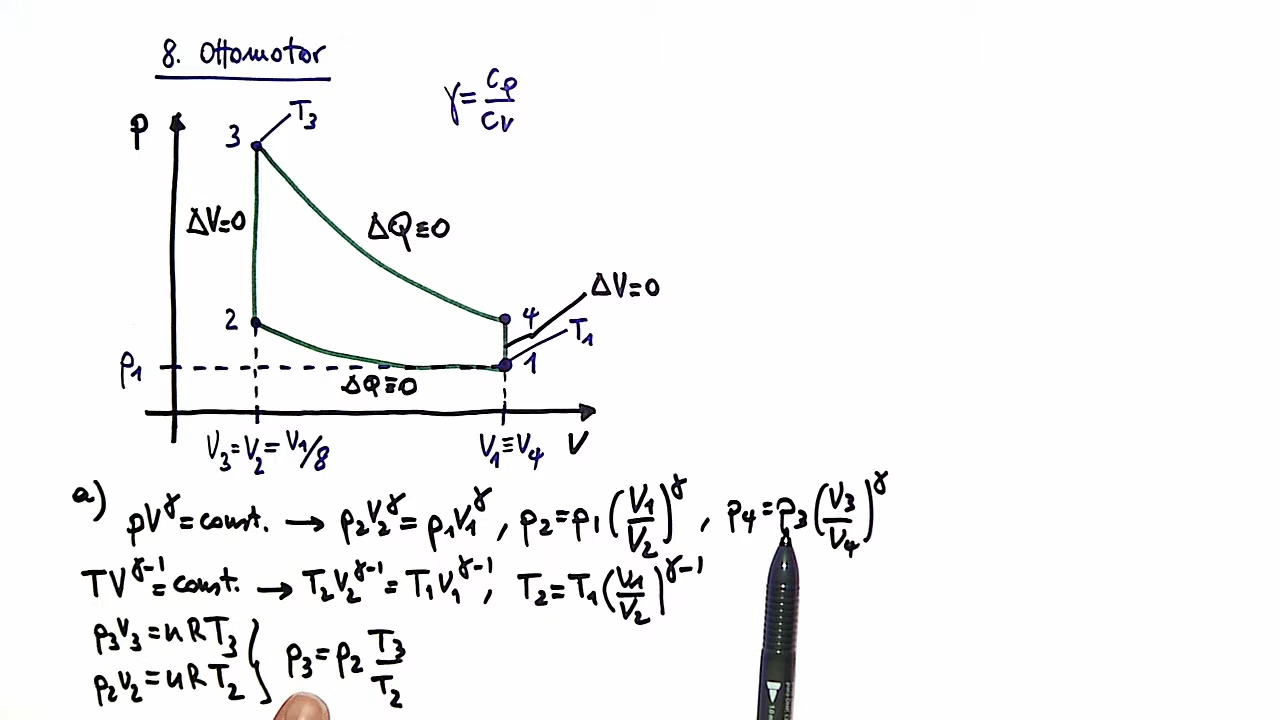 8. Ottomotor
γ = Cp/Cv
p
3
T₃
ΔV=0
ΔQ≡0
ΔV=0
2
4
T₁
p₁
1
ΔQ≡0
V₃=V₂=V₁/8
V₁≡V₄
V
a)
pV^γ = const. → p₂V₂^γ = p₁V₁^γ, p₂ = p₁(V₁/V₂)^γ, p₄ = p₃(V₃/V₄)^γ
TV^γ-1 = const. → T₂V₂^γ-1 = T₁V₁^γ-1, T₂ = T₁(V₁/V₂)^γ-1
p₃V₃ = nRT₃
p₂V₂ = nRT₂
} p₃ = p₂ T₃/T₂